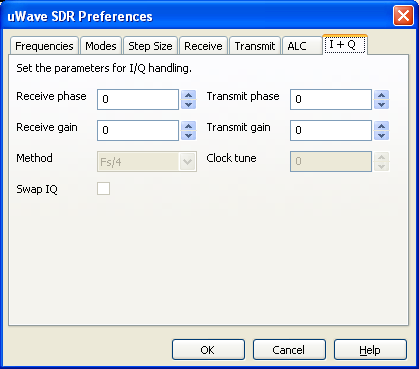 uWave SDR Preferences
Frequencies Modes Step Size Receive Transmit ALC I + Q
Set the parameters for I/Q handling.
Receive phase 0 Transmit phase 0
Receive gain 0 Transmit gain 0
Method Fs/4 Clock tune 0
Swap IQ
OK Cancel Help